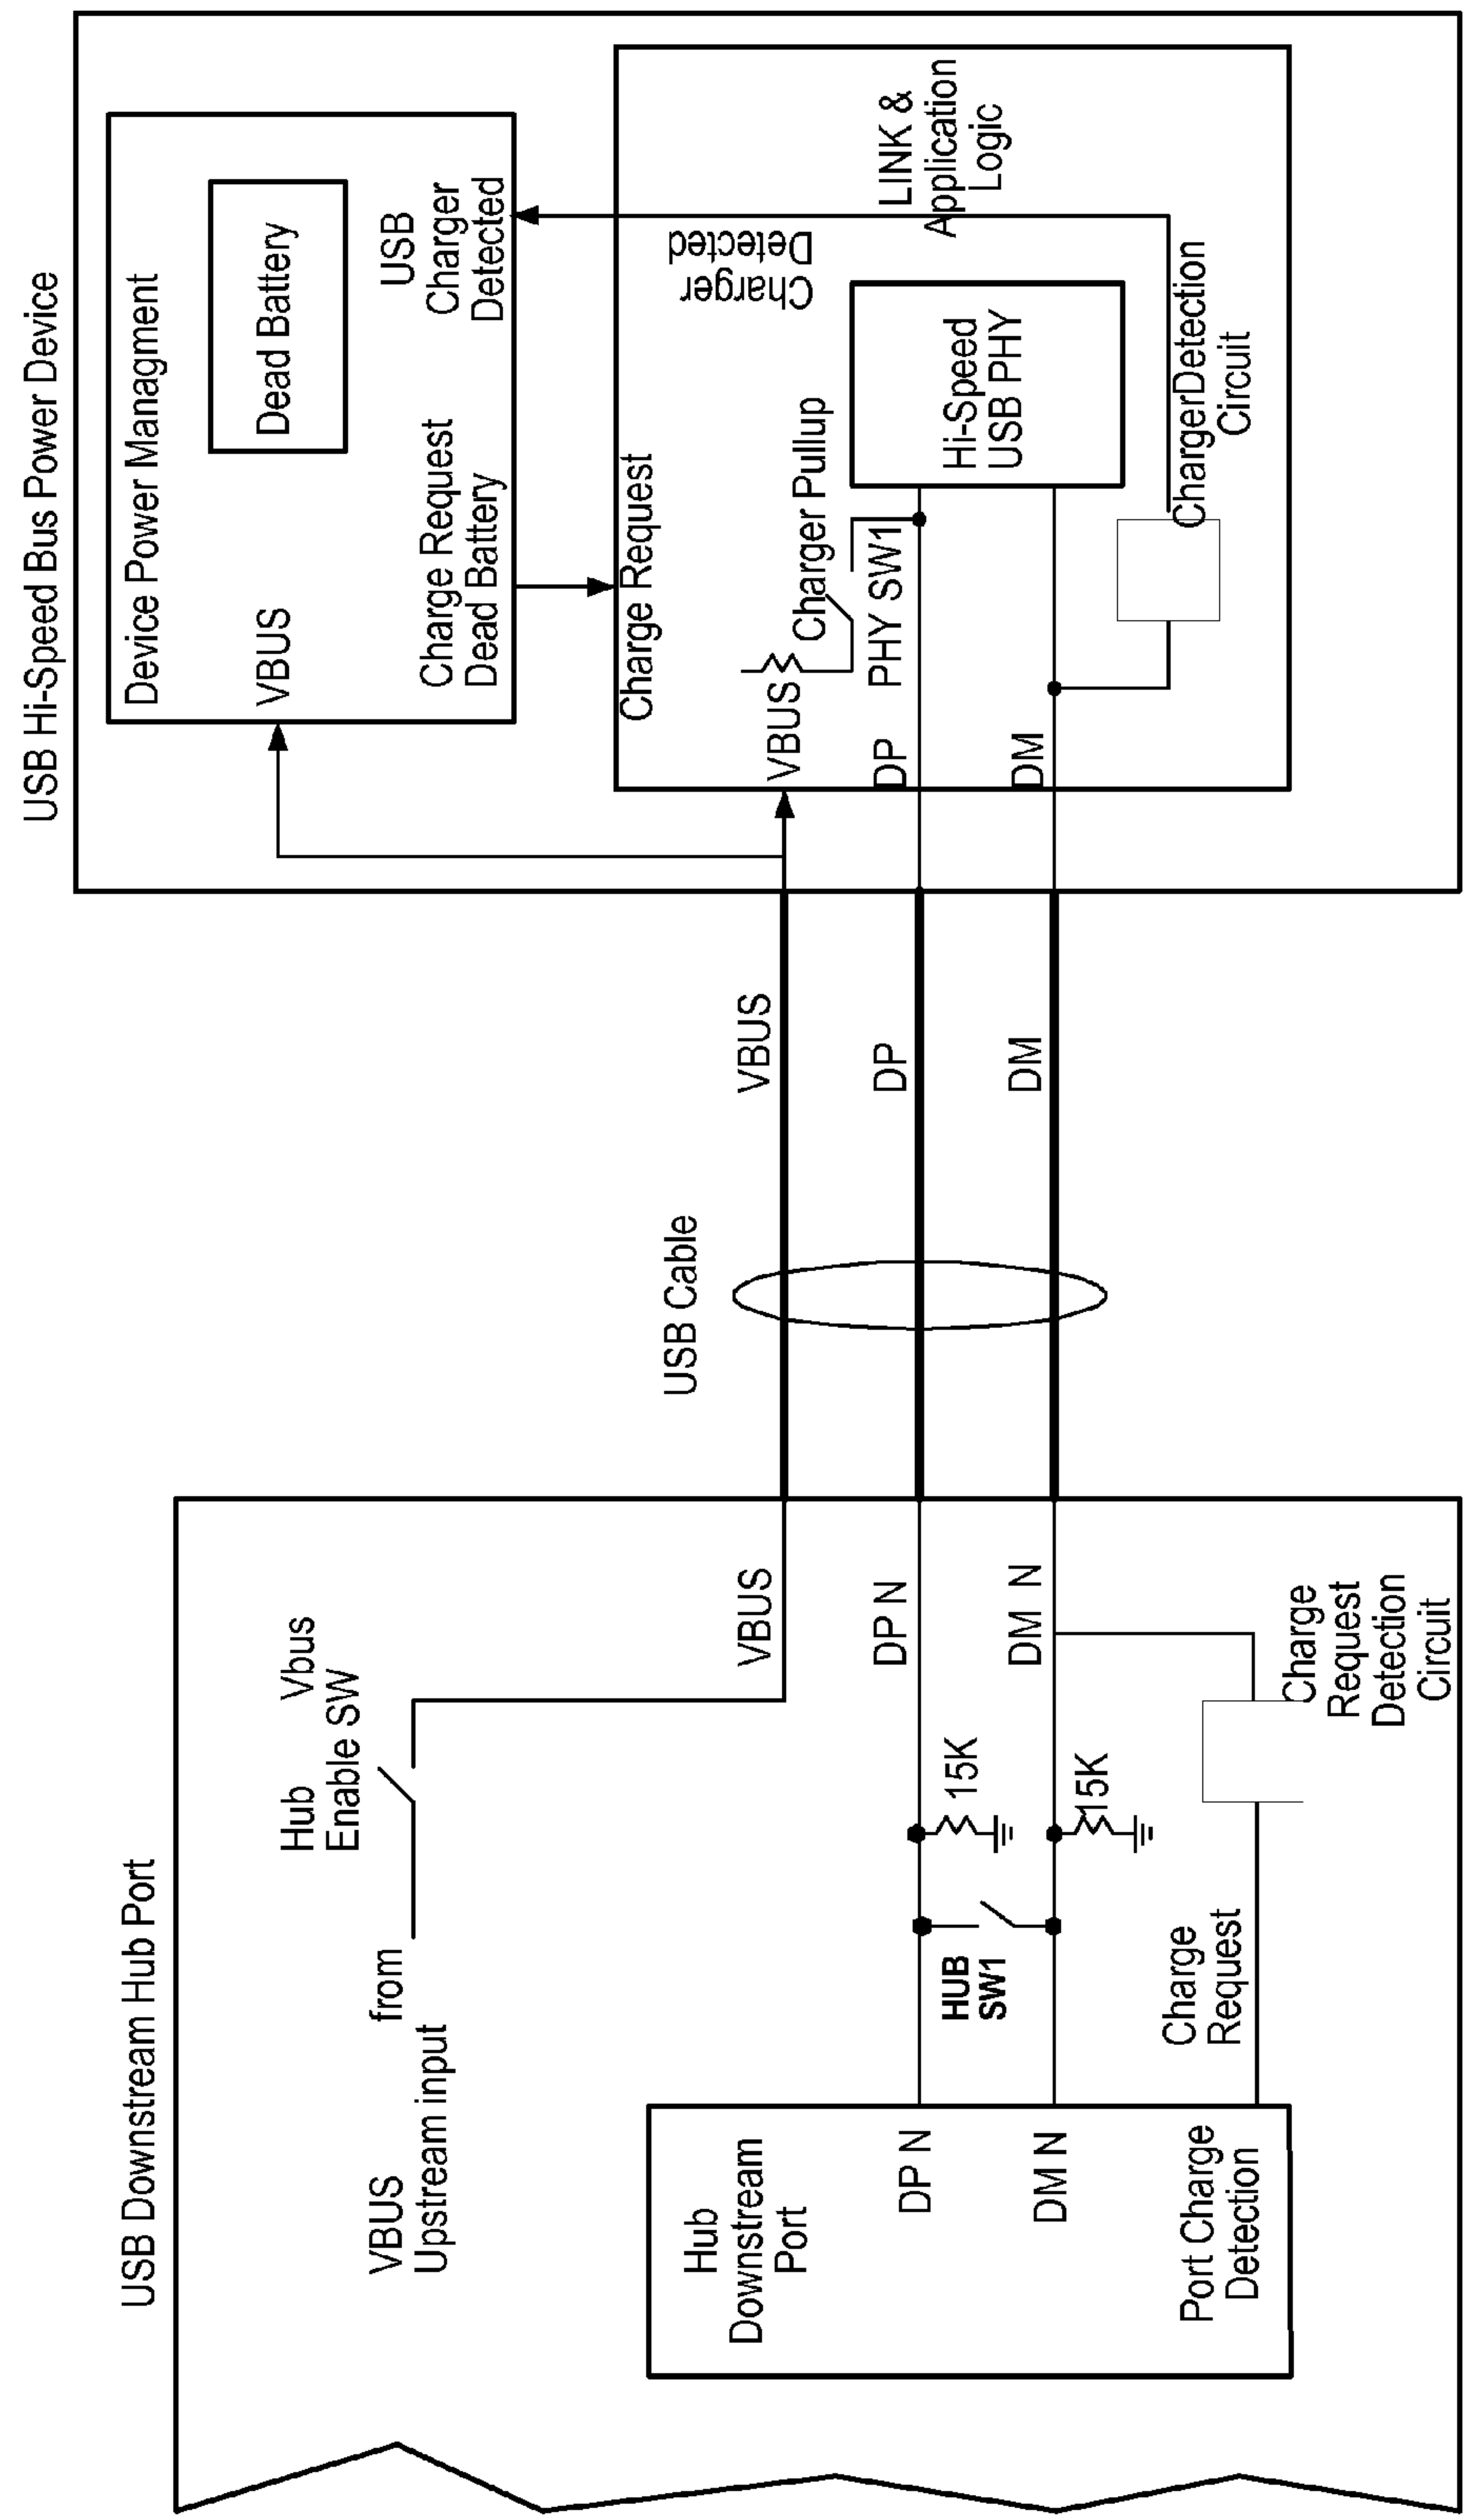 USB Downstream Hub Port
VBUS from
Upstream input
Hub Vbus
Enable SW
VBUS
Hub
Downstream
Port
DP N
DM N
Port Charge
Detection
HUB
SW1
15K
15K
DP N
DM N
Charge
Request
Charge
Request
Detection
Circuit
USB Cable
VBUS
DP
DM
USB Hi-Speed Bus Power Device
Device Power Managment
VBUS
Dead Battery
Charge Request
Dead Battery
USB
Charger
Detected
Charge Request
Charger
Detected
VBUS
Charger Pullup
DP
PHY SW1
DM
Hi-Speed
USB PHY
LINK &
Application
Logic
ChargerDetection
Circuit